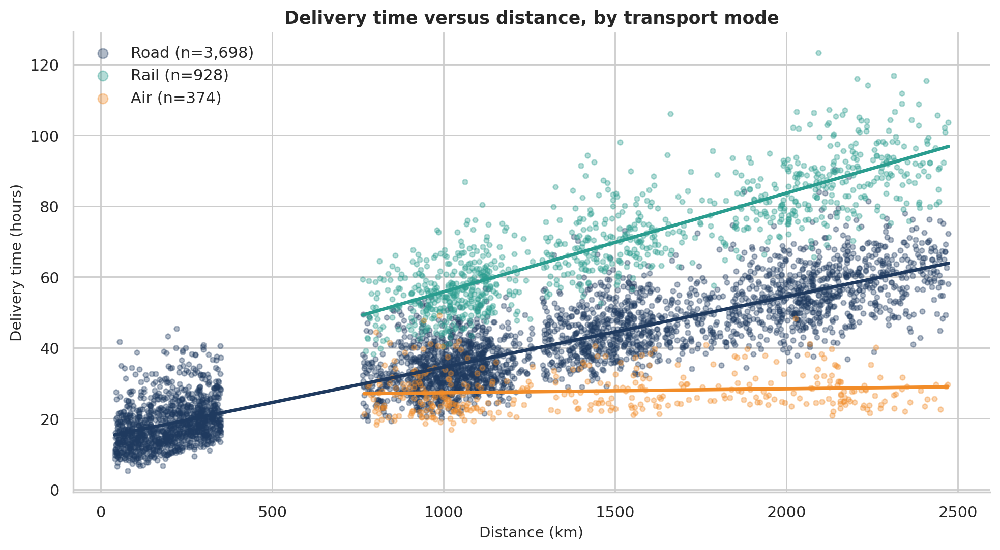 Delivery time versus distance, by transport mode
Road (n=3,698)
Rail (n=928)
Air (n=374)
120
100
80
60
40
20
0
Delivery time (hours)
0 500 1000 1500 2000 2500
Distance (km)